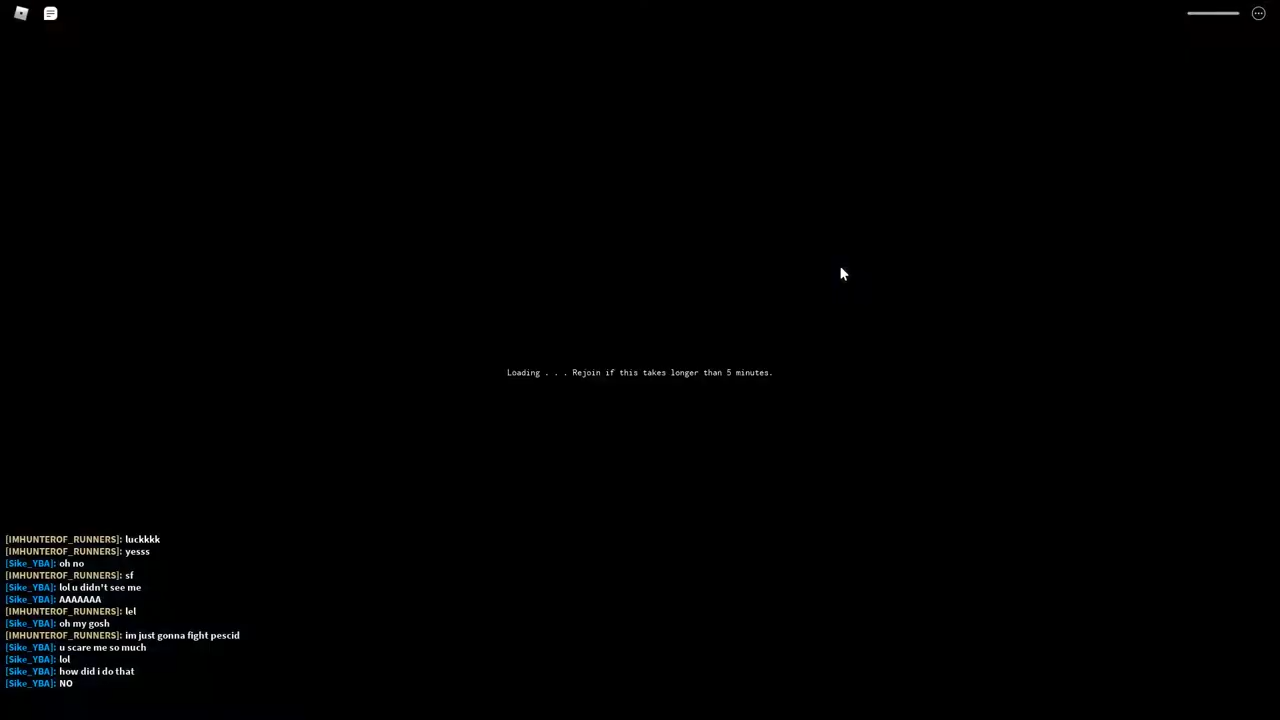 Loading . . . Rejoin if this takes longer than 5 minutes.
[IMHUNTEROF_RUNNERS]: luckkkk
[IMHUNTEROF_RUNNERS]: yesss
[Sike_YBA]: oh no
[IMHUNTEROF_RUNNERS]: sf
[Sike_YBA]: lol u didn't see me
[Sike_YBA]: AAAAAAA
[IMHUNTEROF_RUNNERS]: lel
[Sike_YBA]: oh my gosh
[IMHUNTEROF_RUNNERS]: im just gonna fight pescid
[Sike_YBA]: u scare me so much
[Sike_YBA]: lol
[Sike_YBA]: how did i do that
[Sike_YBA]: NO